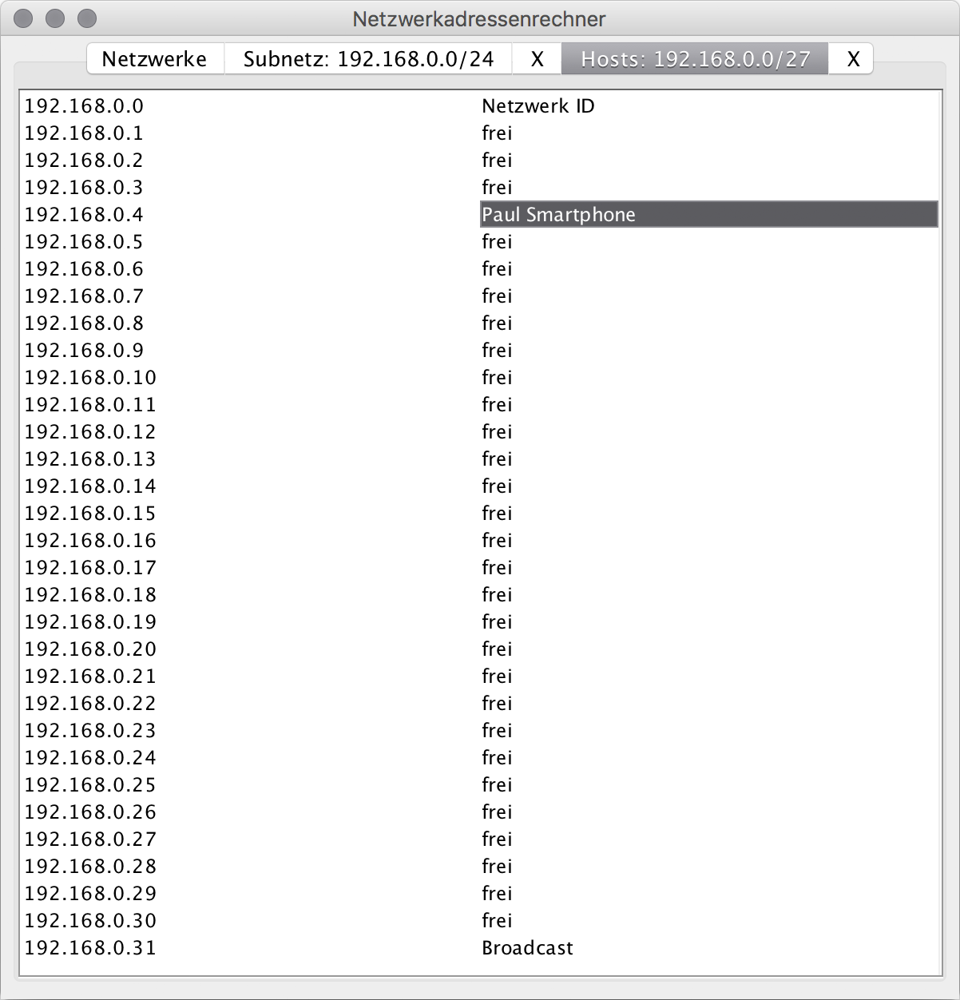 Netzwerkadressenrechner
Netzwerke Subnetz: 192.168.0.0/24 X Hosts: 192.168.0.0/27 X
192.168.0.0 Netzwerk ID
192.168.0.1 frei
192.168.0.2 frei
192.168.0.3 frei
192.168.0.4 Paul Smartphone
192.168.0.5 frei
192.168.0.6 frei
192.168.0.7 frei
192.168.0.8 frei
192.168.0.9 frei
192.168.0.10 frei
192.168.0.11 frei
192.168.0.12 frei
192.168.0.13 frei
192.168.0.14 frei
192.168.0.15 frei
192.168.0.16 frei
192.168.0.17 frei
192.168.0.18 frei
192.168.0.19 frei
192.168.0.20 frei
192.168.0.21 frei
192.168.0.22 frei
192.168.0.23 frei
192.168.0.24 frei
192.168.0.25 frei
192.168.0.26 frei
192.168.0.27 frei
192.168.0.28 frei
192.168.0.29 frei
192.168.0.30 frei
192.168.0.31 Broadcast